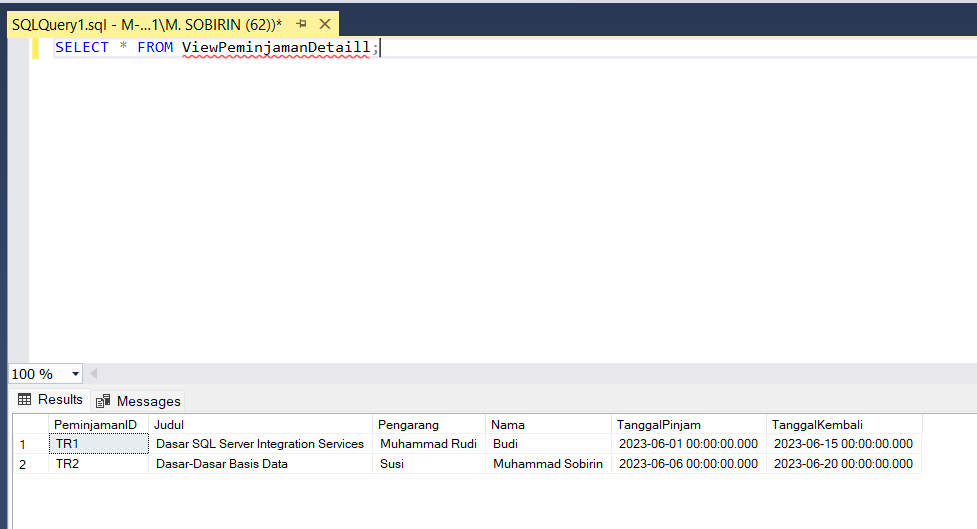 SQLQuery1.sql - M-...1\M. SOBIRIN (62))*
SELECT * FROM ViewPeminjamanDetaill;
100 %
Results Messages
PeminjamanID Judul Pengarang Nama TanggalPinjam TanggalKembali
1 TR1 Dasar SQL Server Integration Services Muhammad Rudi Budi 2023-06-01 00:00:00.000 2023-06-15 00:00:00.000
2 TR2 Dasar-Dasar Basis Data Susi Muhammad Sobirin 2023-06-06 00:00:00.000 2023-06-20 00:00:00.000